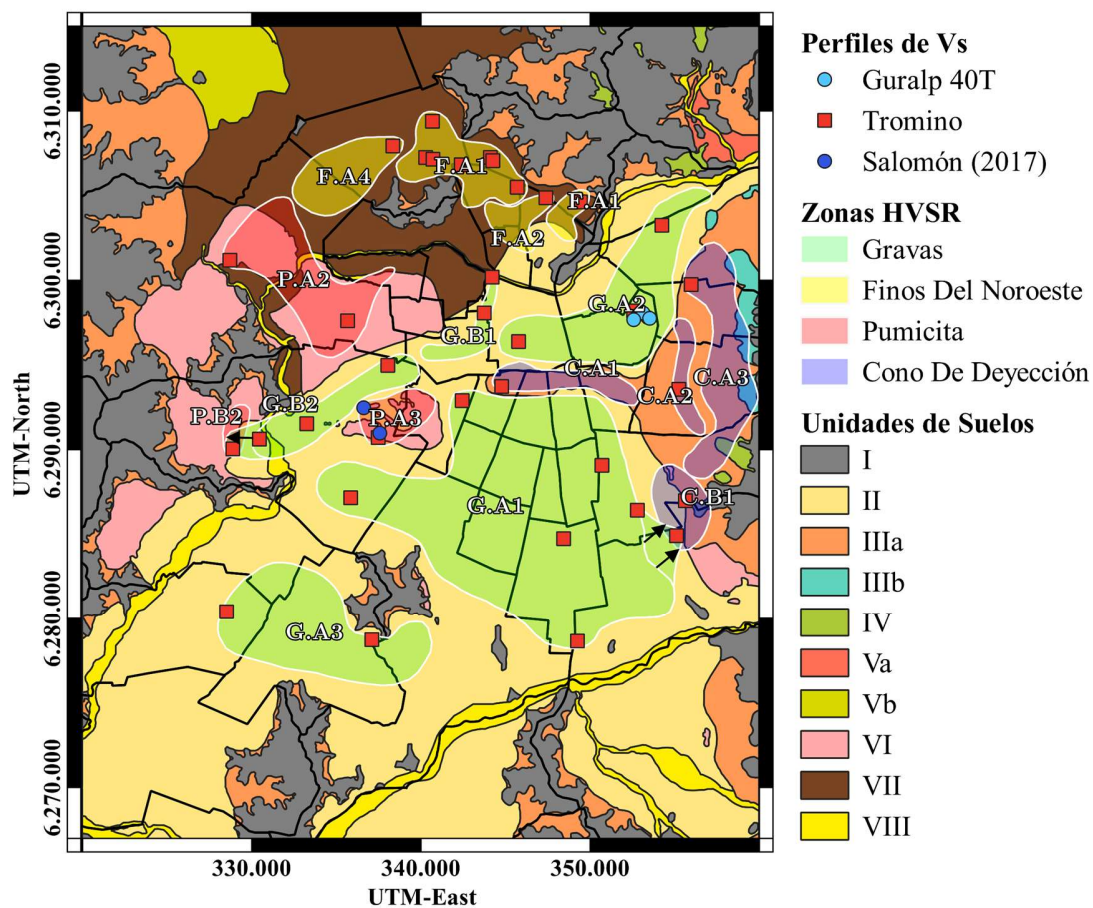 6.310.000
6.300.000
6.290.000
6.280.000
6.270.000
UTM-North
330.000
340.000
350.000
UTM-East
F.A4
F.A1
F.A1
F.A2
P.A2
G.A2
G.B1
C.A1
C.A2
C.A3
P.B2
G.B2
P.A3
G.A1
C.B1
G.A3
Perfiles de Vs
Guralp 40T
Tromino
Salomón (2017)
Zonas HVSR
Gravas
Finos Del Noroeste
Pumicita
Cono De Deyección
Unidades de Suelos
I
II
IIIa
IIIb
IV
Va
Vb
VI
VII
VIII